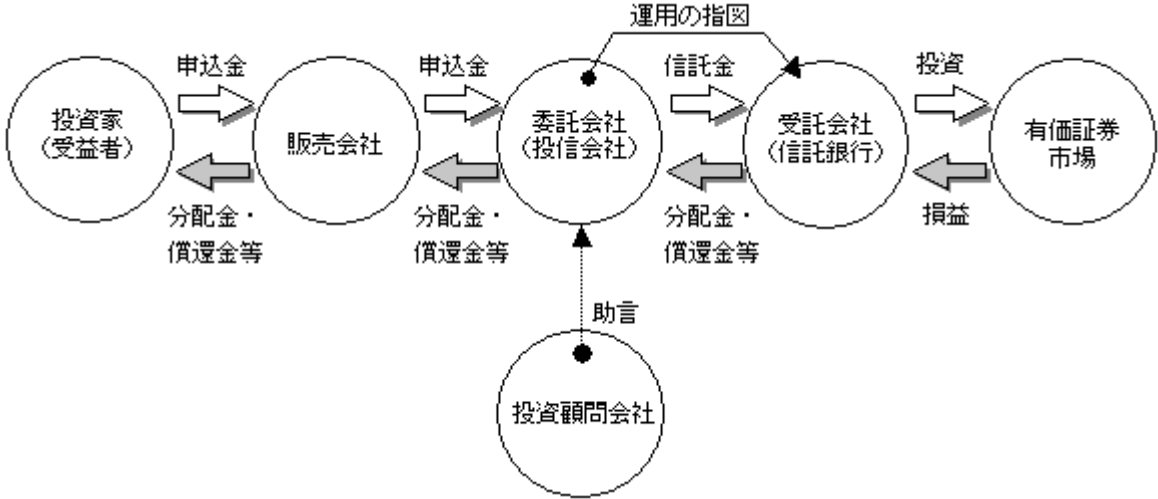 運用の指図
申込金
申込金
信託金
投資
投資家
(受益者)
販売会社
委託会社
(投信会社)
受託会社
(信託銀行)
有価証券
市場
分配金・
償還金等
分配金・
償還金等
分配金・
償還金等
損益
助言
投資顧問会社